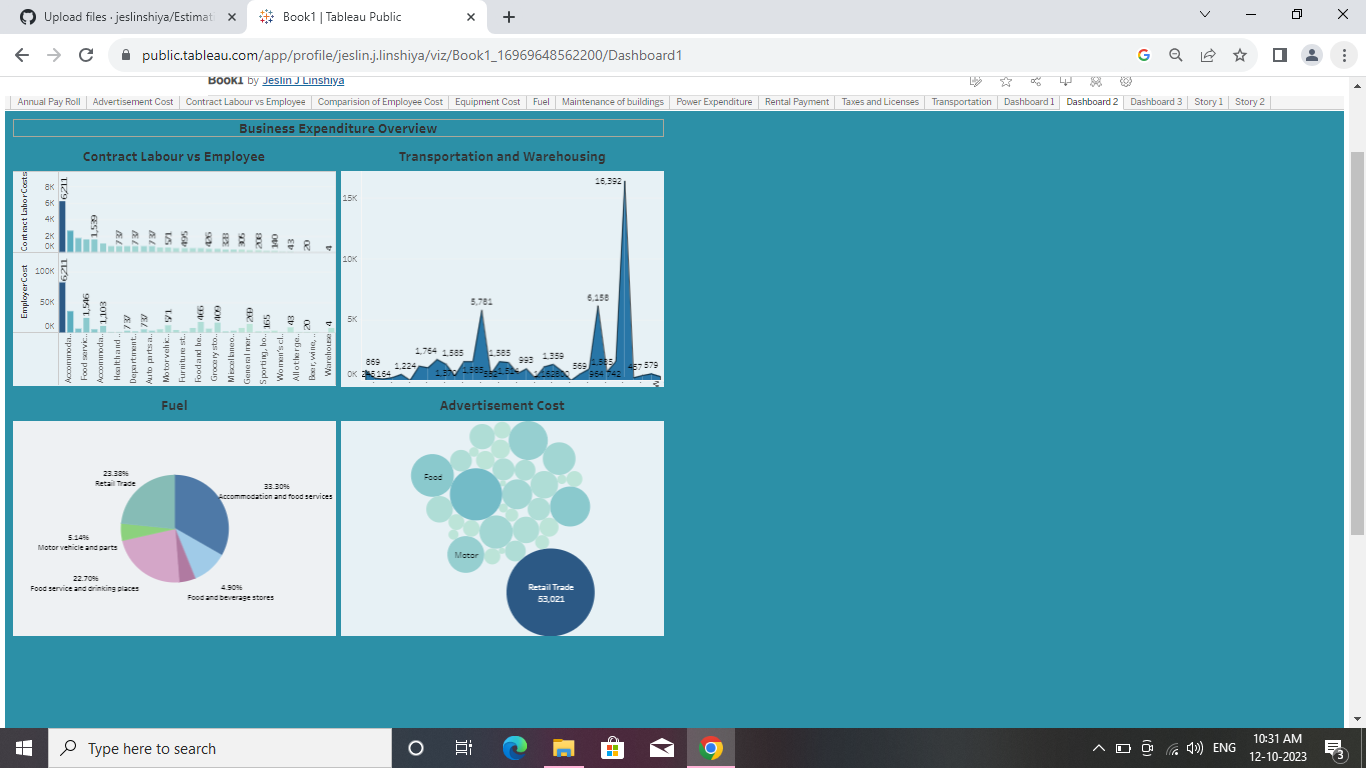 Upload files · jeslinshiya/Estimat
Book1 | Tableau Public
public.tableau.com/app/profile/jeslin.j.linshiya/viz/Book1_16969648562200/Dashboard1
Book1 by Jeslin J Linshiya
Annual Pay Roll
Advertisement Cost
Contract Labour vs Employee
Comparision of Employee Cost
Equipment Cost
Fuel
Maintenance of buildings
Power Expenditure
Rental Payment
Taxes and Licenses
Transportation
Dashboard 1
Dashboard 2
Dashboard 3
Story 1
Story 2
Business Expenditure Overview
Contract Labour vs Employee
Contract Labor Costs
8K
6K
4K
2K
0K
6,211
1,539
737
737
737
571
495
426
328
305
208
140
43
20
4
Employer Cost
100K
50K
0K
6,211
1,546
1,103
737
737
571
466
409
269
165
43
20
4
Accommoda..
Food servic..
Accommoda..
Health and ..
Department..
Auto parts a..
Motor vehic..
Furniture st..
Food and be..
Grocery sto..
Miscellaneo..
General mer..
Sporting, ho..
Women's cl..
All other ge..
Beer, wine, ..
Warehouse
Transportation and Warehousing
15K
10K
5K
0K
16,392
5,781
6,158
869
164
1,224
1,764
1,585
1,585
993
1,359
569
1,585
964
742
457
579
Fuel
23.38%
Retail Trade
33.30%
Accommodation and food services
5.14%
Motor vehicle and parts
22.70%
Food service and drinking places
4.90%
Food and beverage stores
Advertisement Cost
Food
Motor
Retail Trade
53,021
Type here to search
ENG
10:31 AM
12-10-2023
3